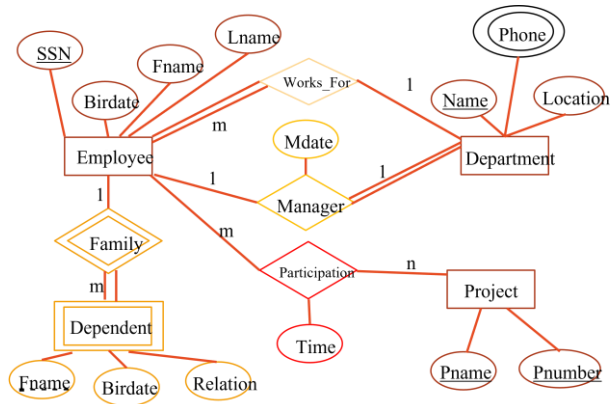 Phone
Lname
SSN
Fname
Works_For
1
Name
Location
Birdate
m
Mdate
Employee
Department
1
1
1
Manager
m
Family
Participation
n
m
Project
Dependent
Time
Fname
Birdate
Relation
Pname
Pnumber